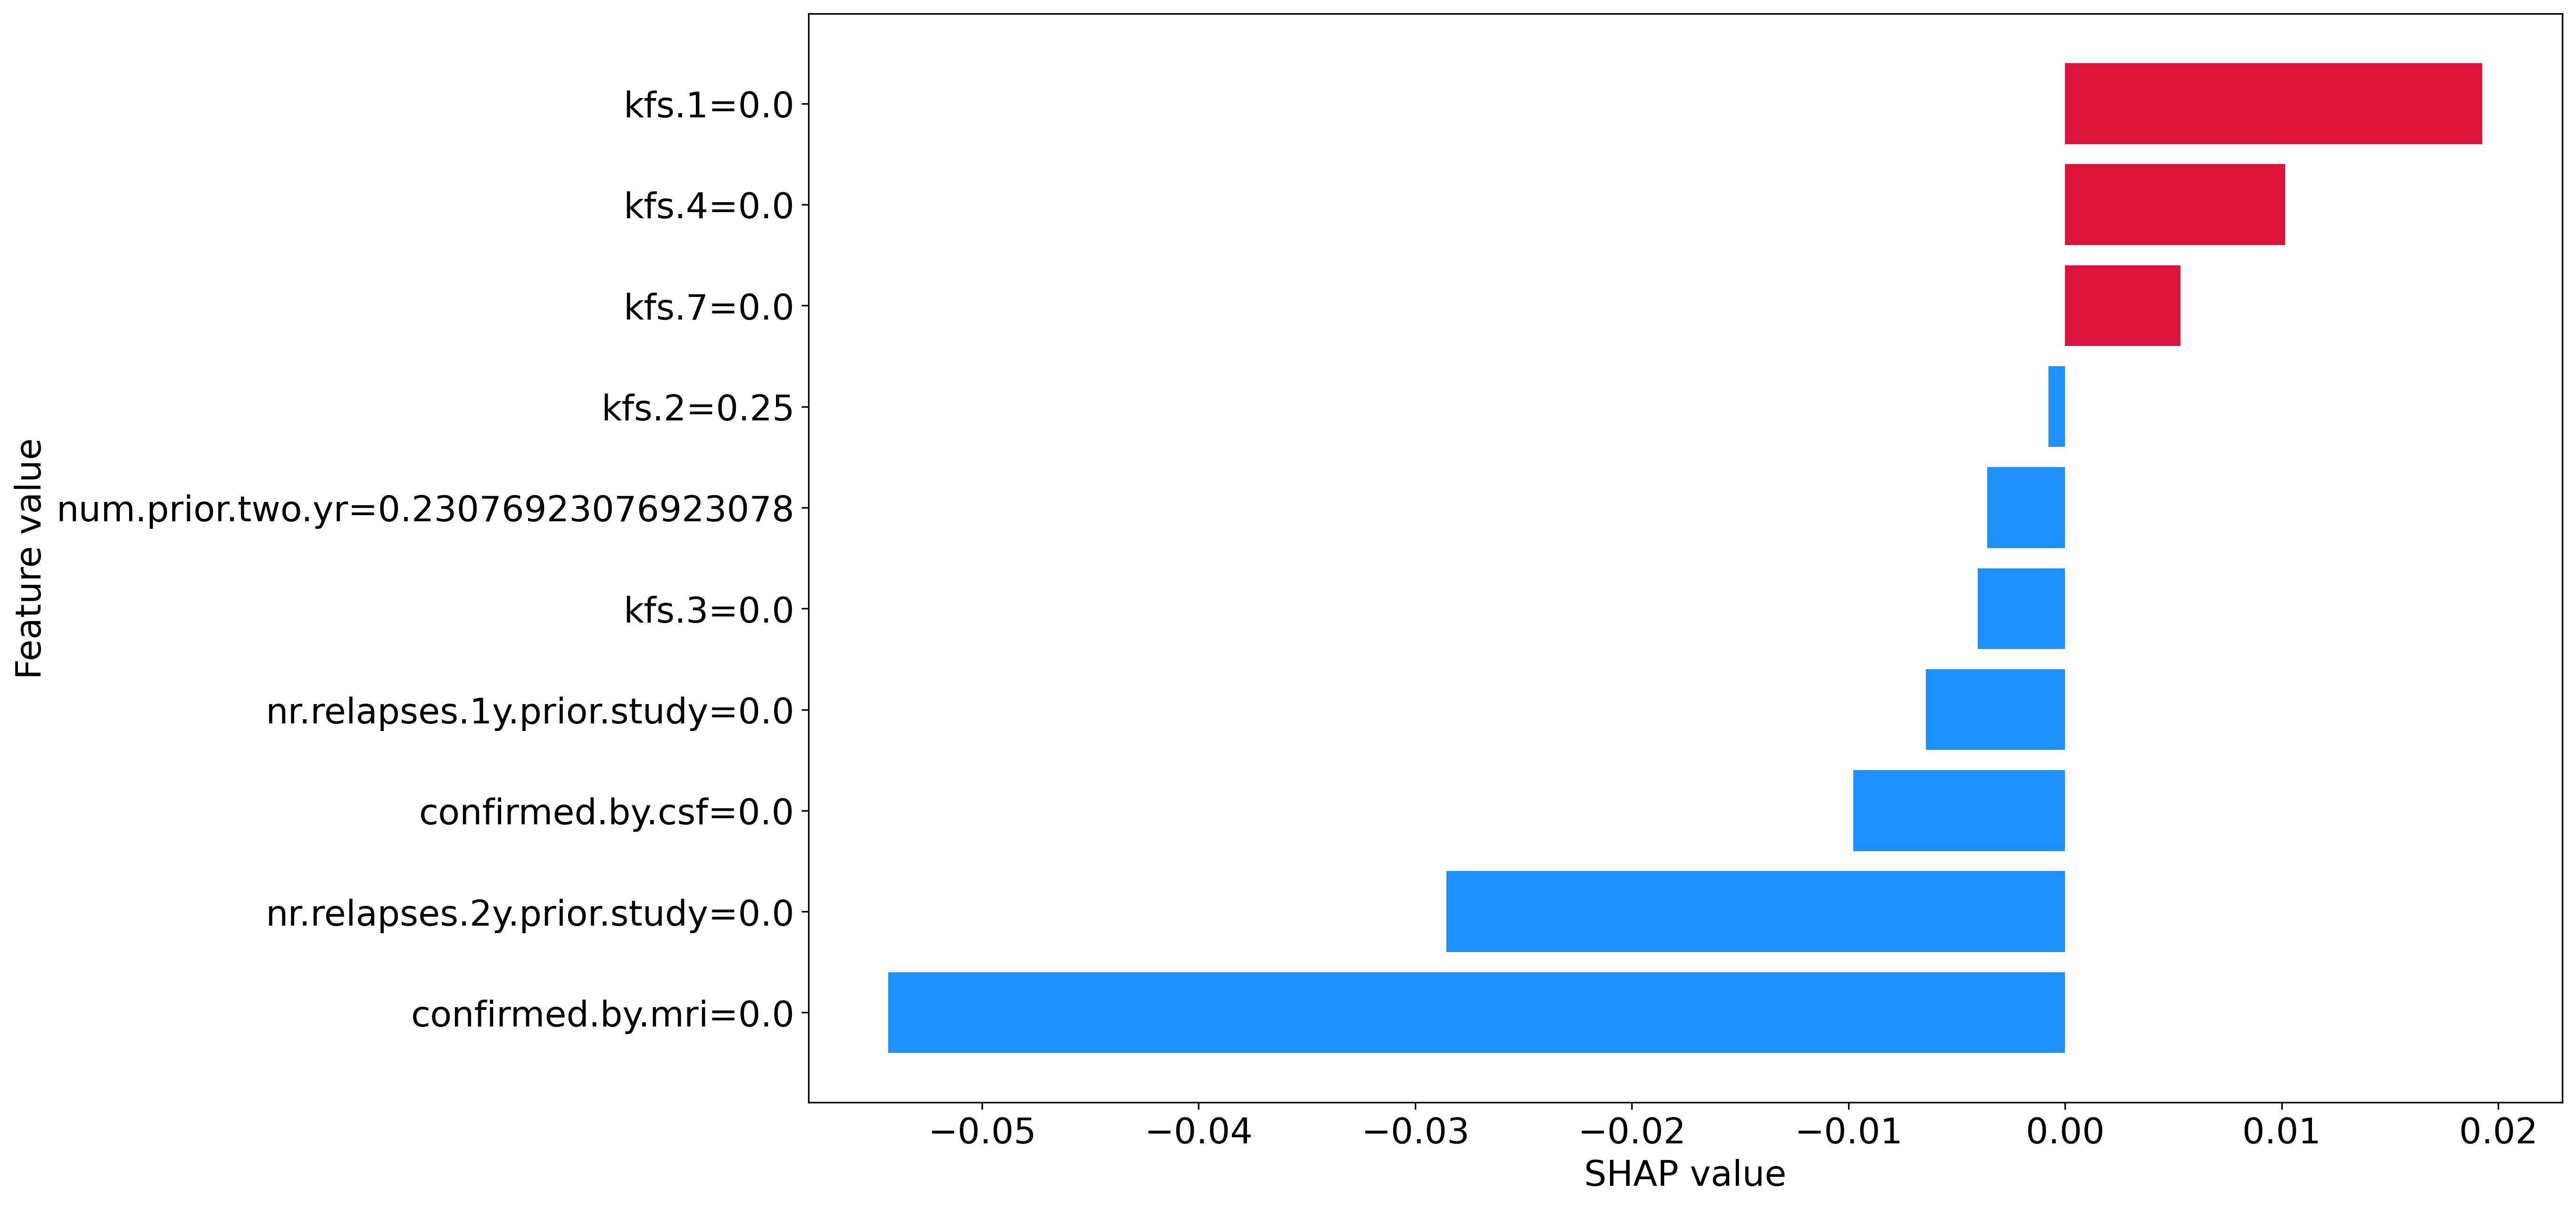 Feature value
kfs.1=0.0
kfs.4=0.0
kfs.7=0.0
kfs.2=0.25
num.prior.two.yr=0.23076923076923078
kfs.3=0.0
nr.relapses.1y.prior.study=0.0
confirmed.by.csf=0.0
nr.relapses.2y.prior.study=0.0
confirmed.by.mri=0.0
−0.05 −0.04 −0.03 −0.02 −0.01 0.00 0.01 0.02
SHAP value